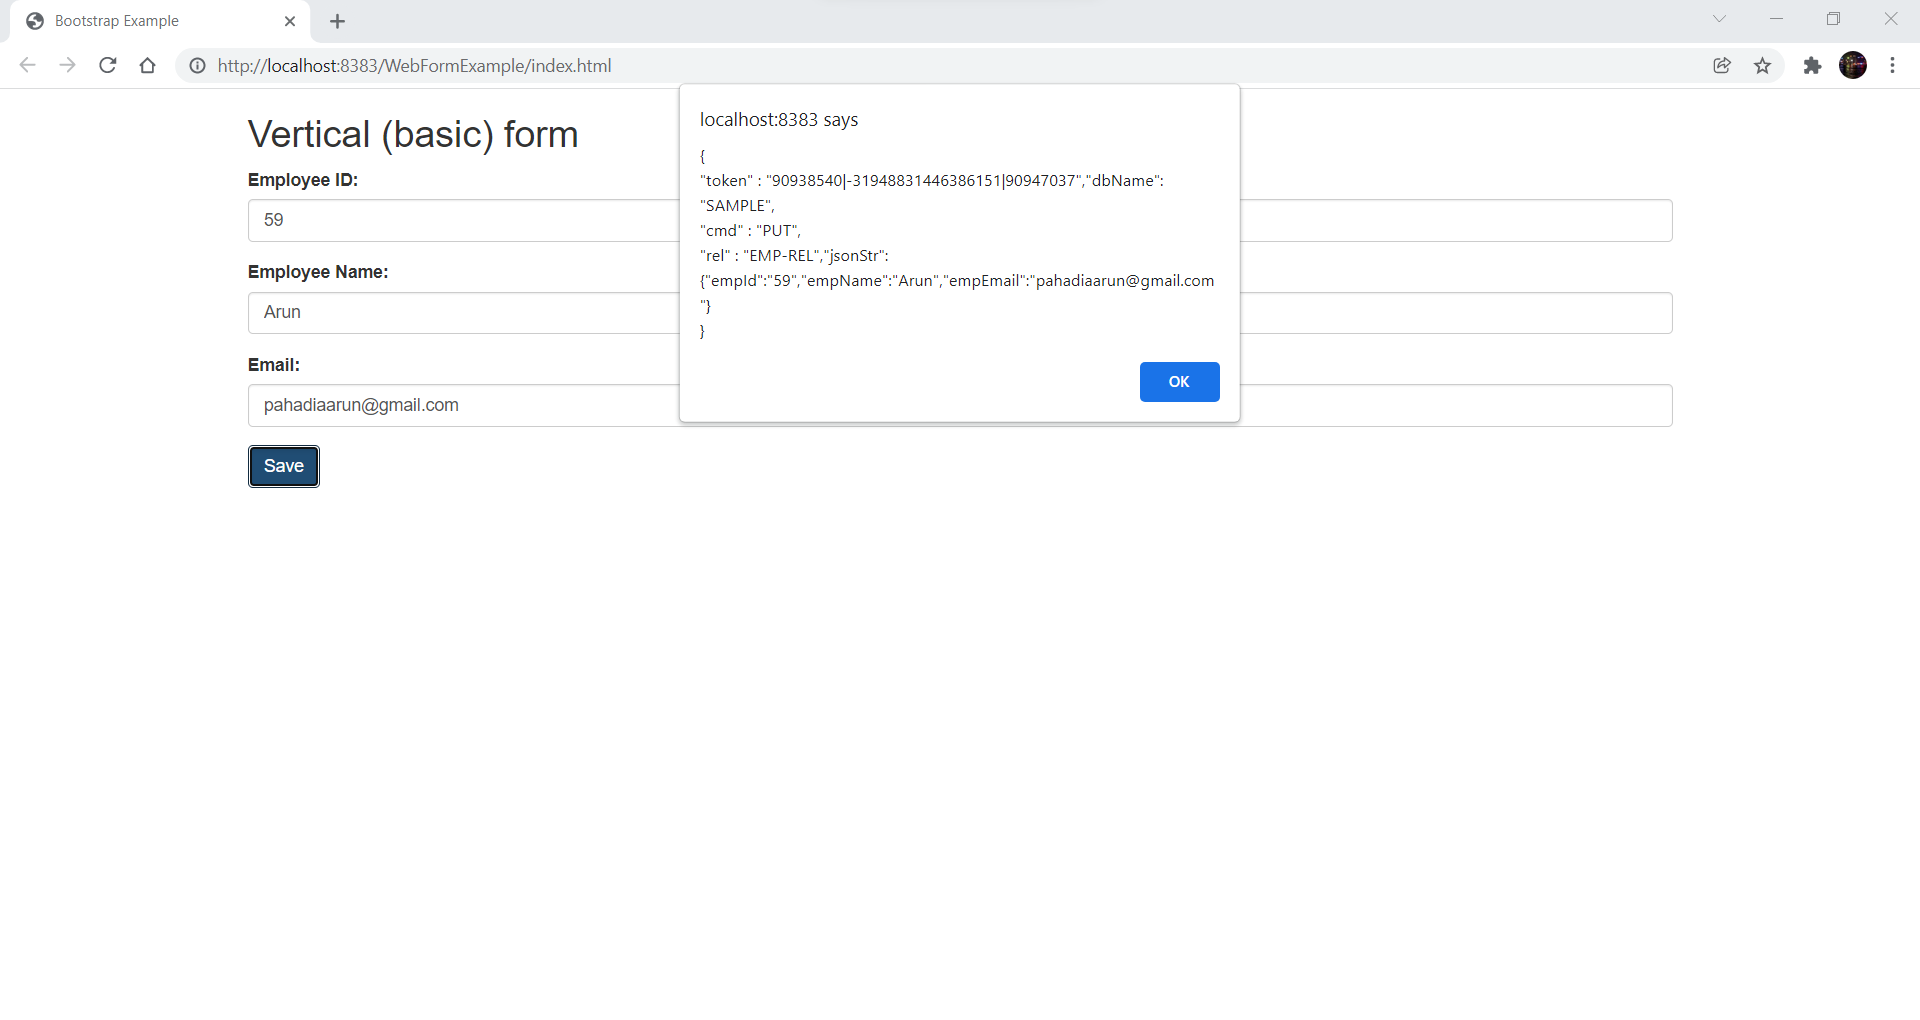 Bootstrap Example
http://localhost:8383/WebFormExample/index.html
localhost:8383 says
{
"token" : "90938540|-31948831446386151|90947037","dbName":
"SAMPLE",
"cmd" : "PUT",
"rel" : "EMP-REL","jsonStr":
{"empId":"59","empName":"Arun","empEmail":"pahadiaarun@gmail.com
"}
}
OK
Vertical (basic) form
Employee ID:
59
Employee Name:
Arun
Email:
pahadiaarun@gmail.com
Save